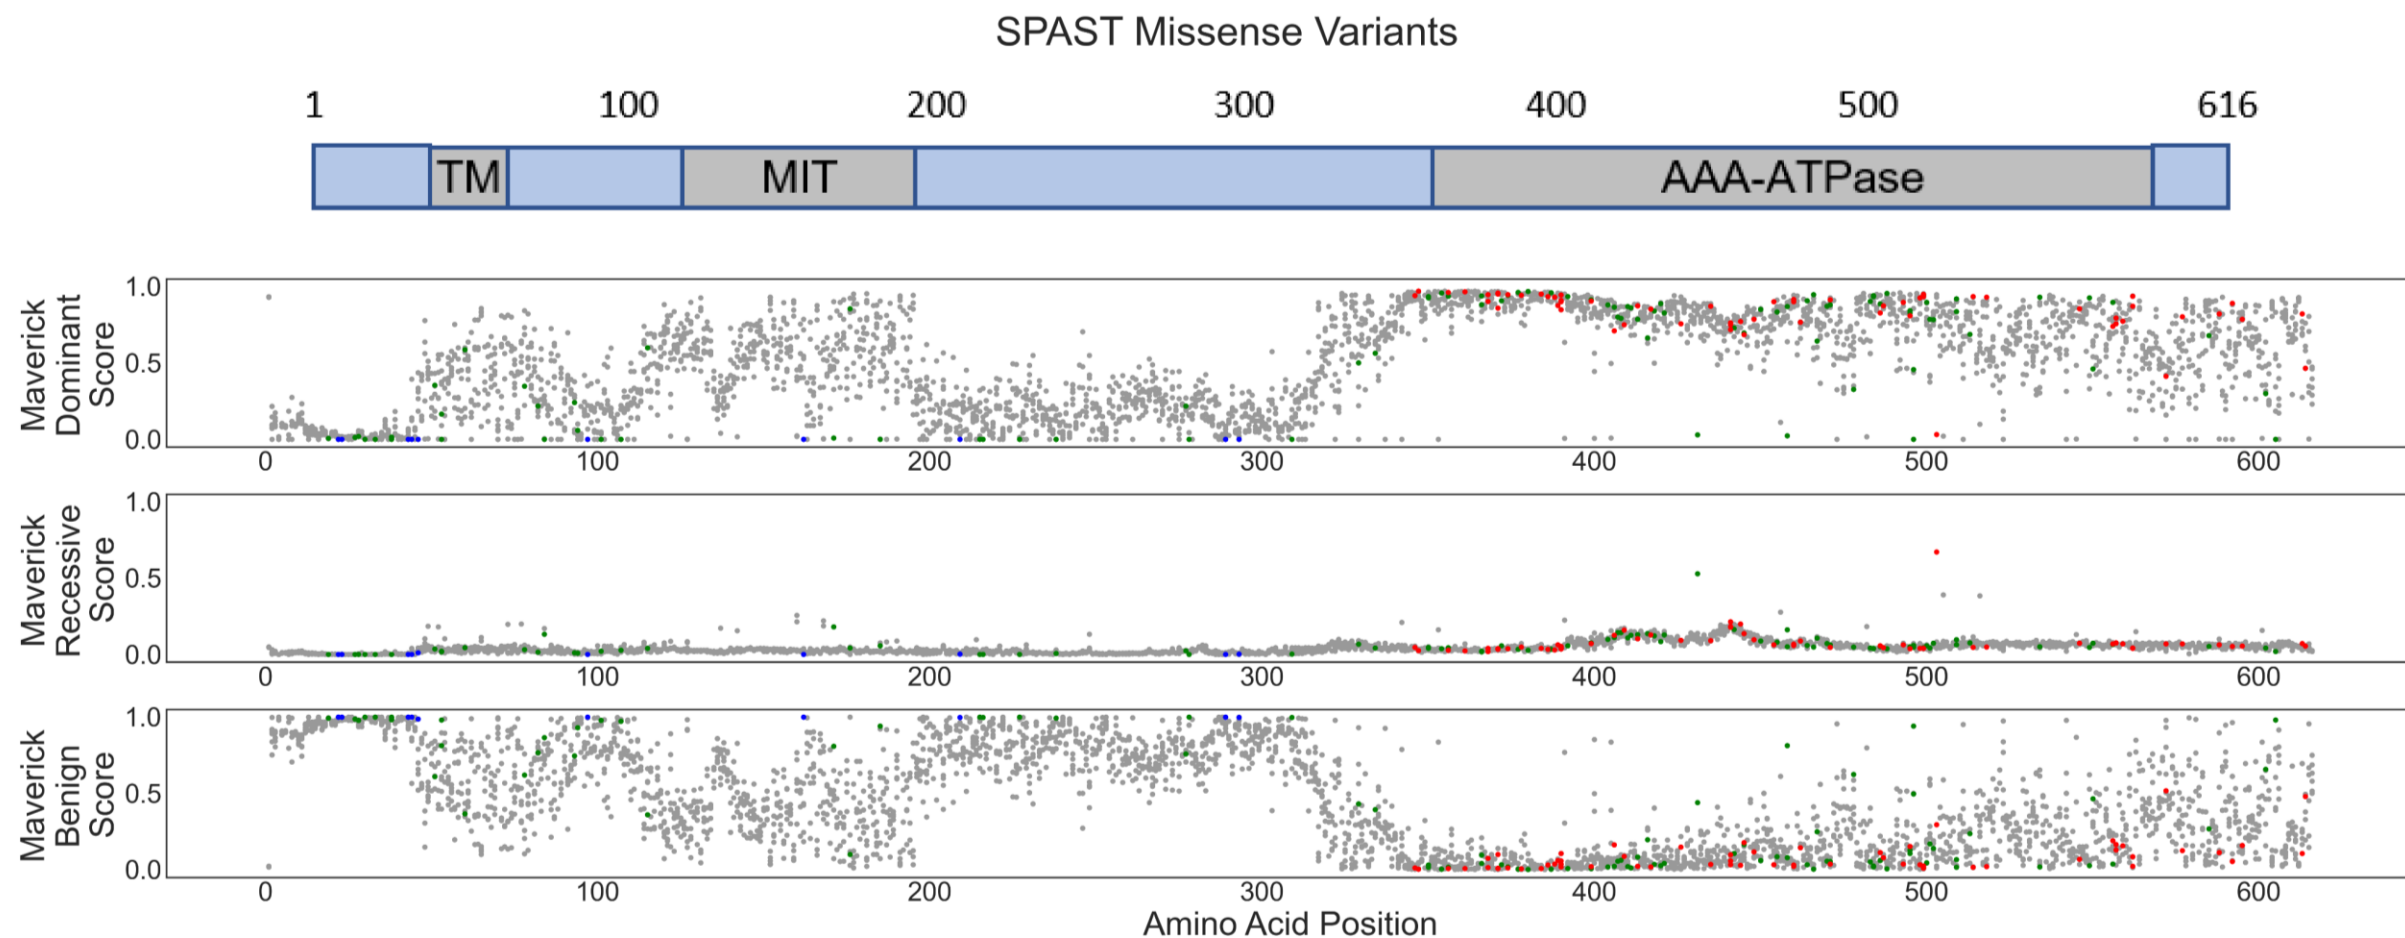 SPAST Missense Variants
1 100 200 300 400 500 616
TM MIT AAA-ATPase
Maverick
Dominant
Score
1.0
0.5
0.0
0 100 200 300 400 500 600
Maverick
Recessive
Score
1.0
0.5
0.0
0 100 200 300 400 500 600
Maverick
Benign
Score
1.0
0.5
0.0
0 100 200 300 400 500 600
Amino Acid Position